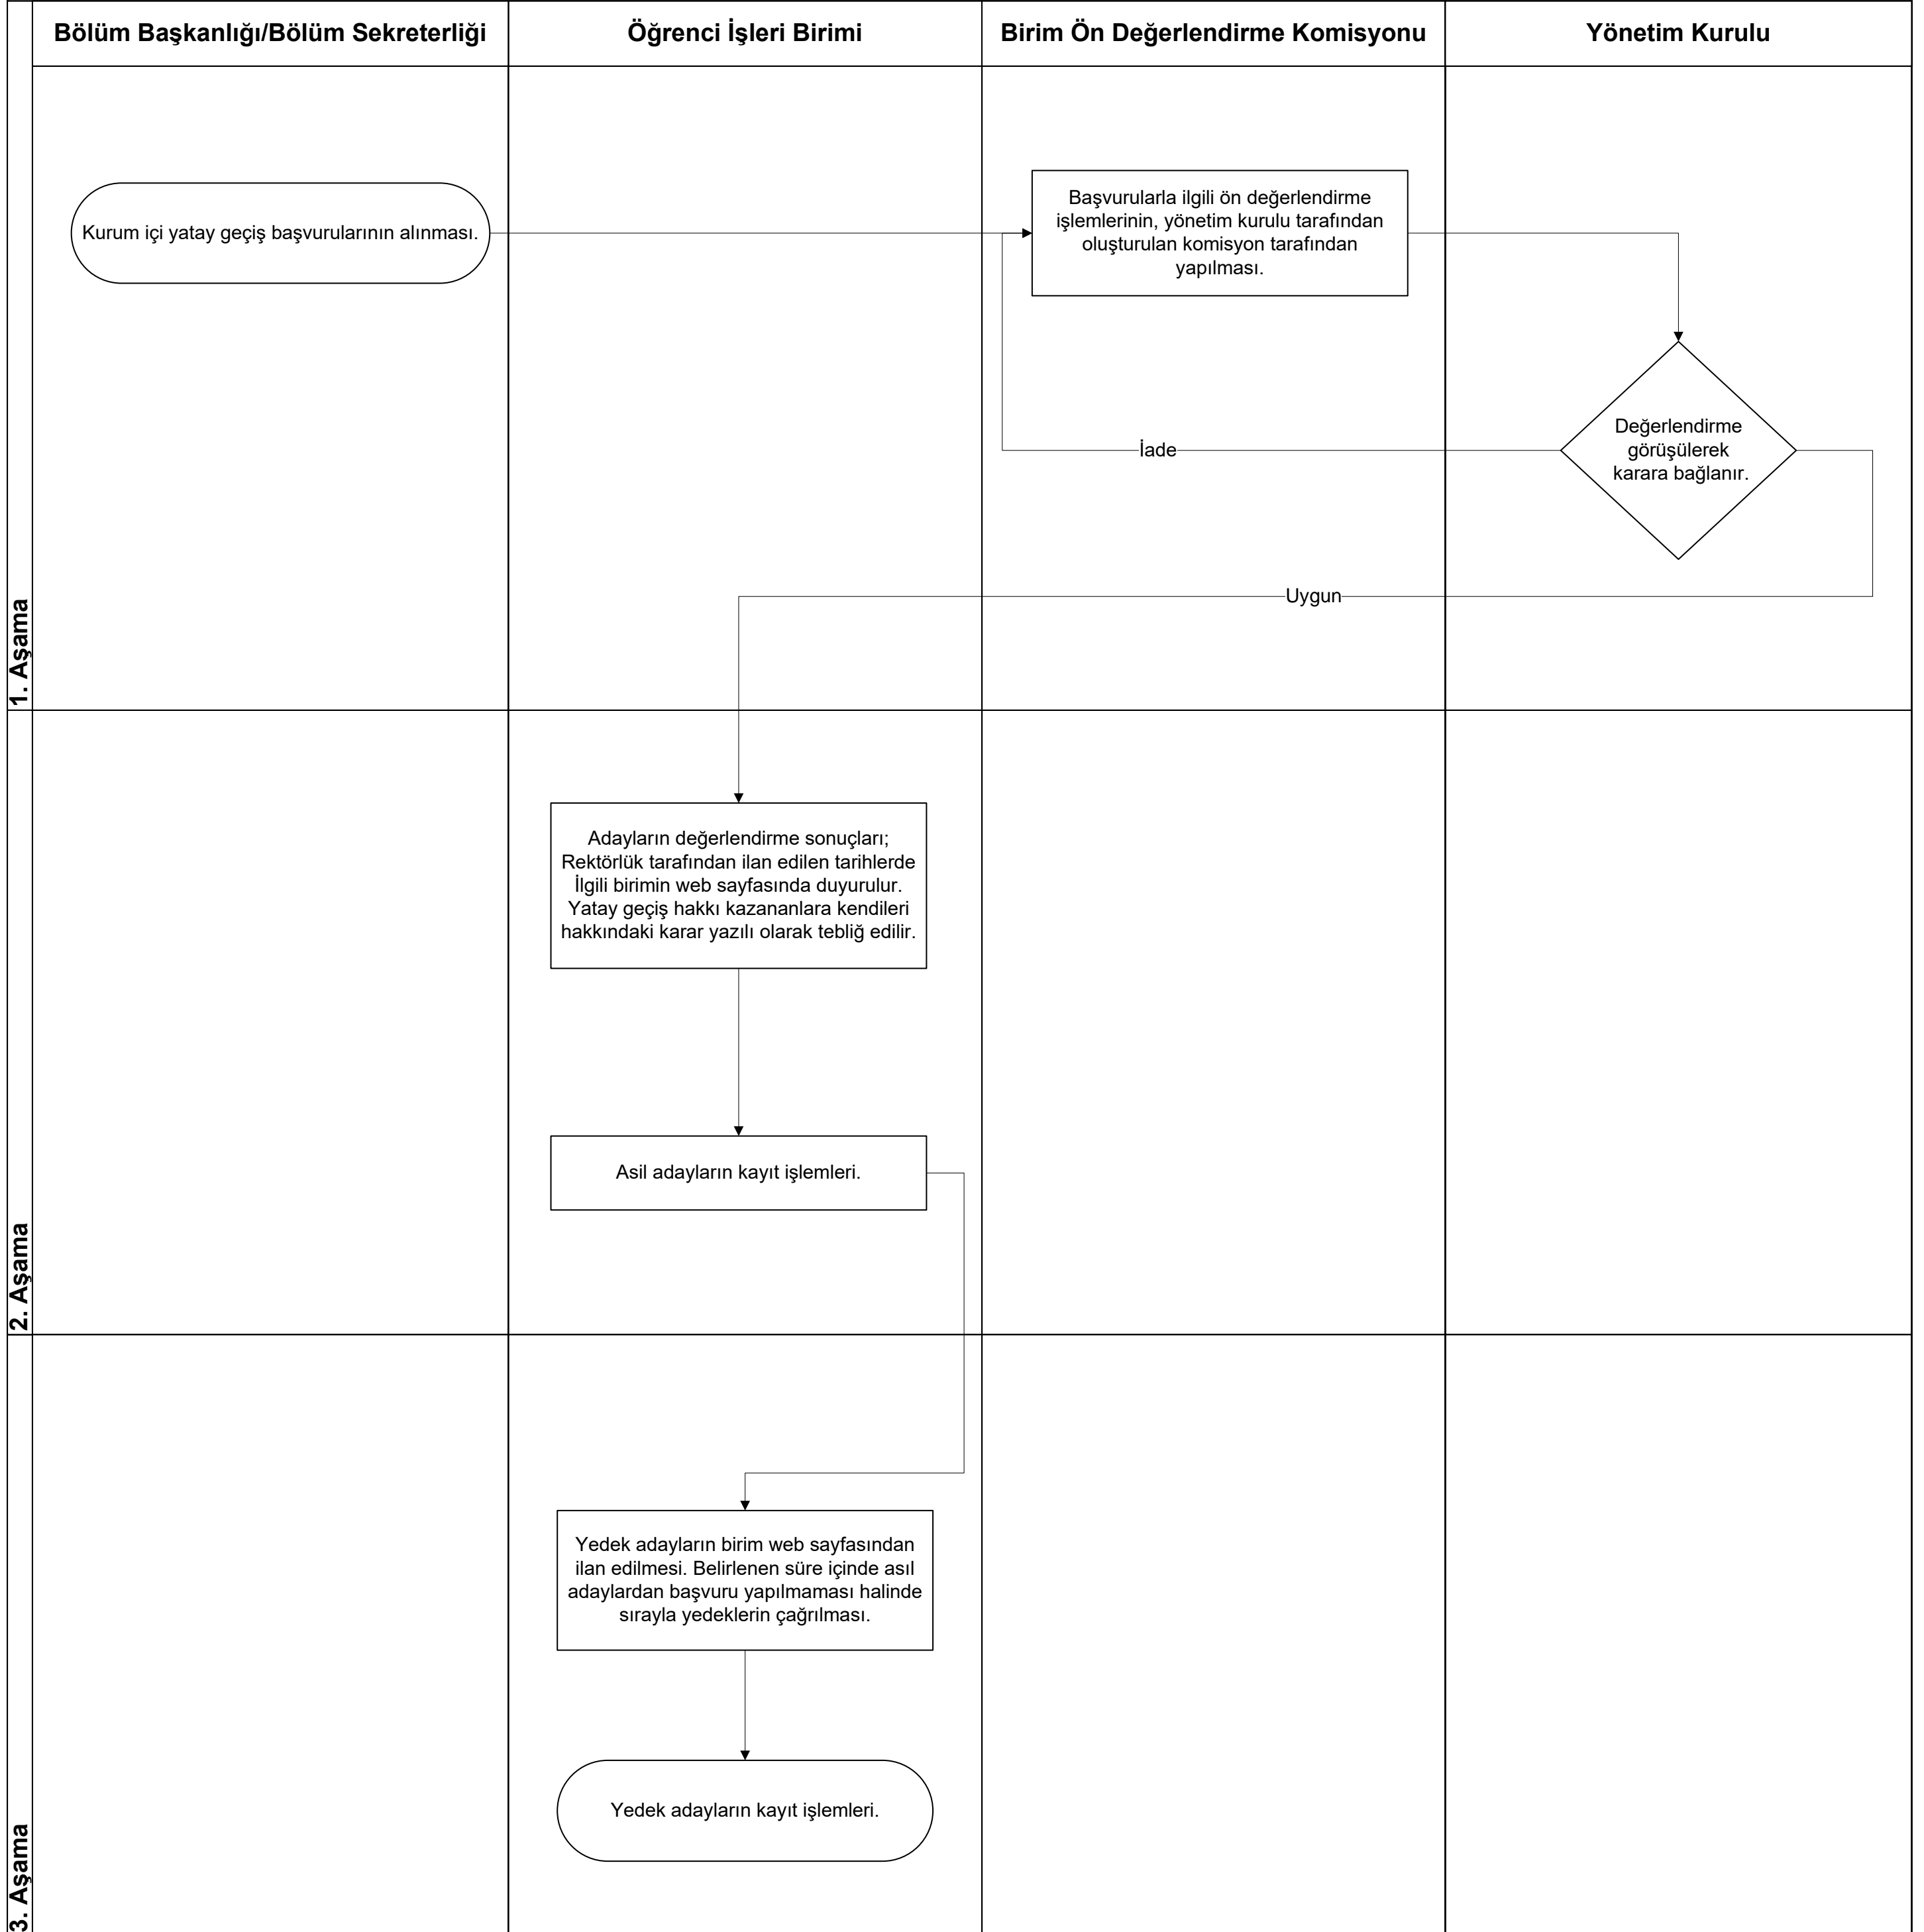 Bölüm Başkanlığı/Bölüm Sekreterliği
Öğrenci İşleri Birimi
Birim Ön Değerlendirme Komisyonu
Yönetim Kurulu
1. Aşama
Kurum içi yatay geçiş başvurularının alınması.
Başvurularla ilgili ön değerlendirme
işlemlerinin, yönetim kurulu tarafından
oluşturulan komisyon tarafından
yapılması.
Değerlendirme
görüşülerek
karara bağlanır.
İade
Uygun
2. Aşama
Adayların değerlendirme sonuçları;
Rektörlük tarafından ilan edilen tarihlerde
İlgili birimin web sayfasında duyurulur.
Yatay geçiş hakkı kazananlara kendileri
hakkındaki karar yazılı olarak tebliğ edilir.
Asil adayların kayıt işlemleri.
3. Aşama
Yedek adayların birim web sayfasından
ilan edilmesi. Belirlenen süre içinde asıl
adaylardan başvuru yapılmaması halinde
sırayla yedeklerin çağrılması.
Yedek adayların kayıt işlemleri.